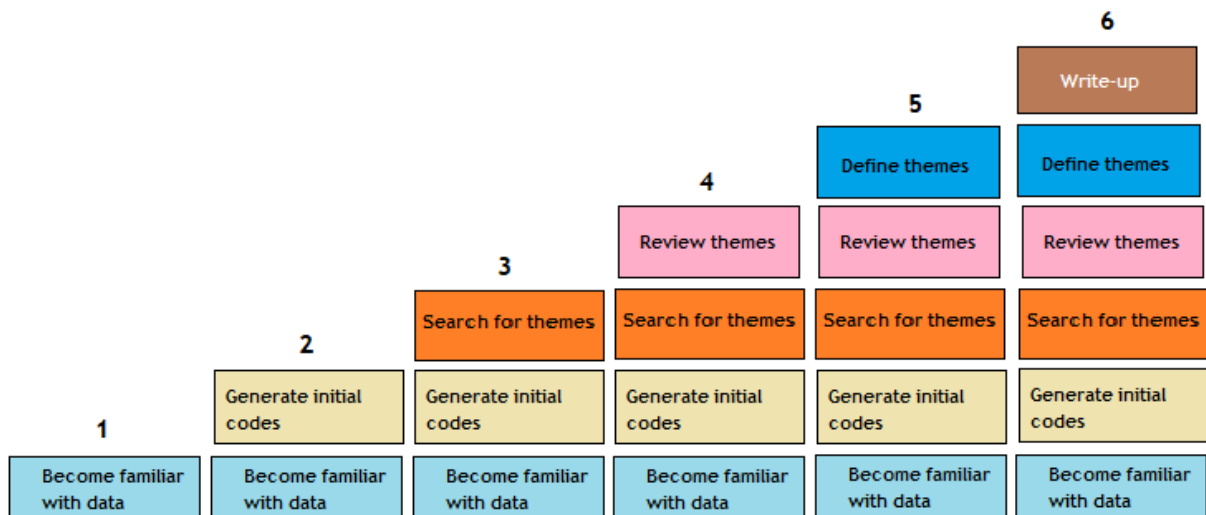 6
Write-up
5
Define themes
Define themes
4
Review themes
Review themes
Review themes
3
Search for themes
Search for themes
Search for themes
Search for themes
2
Generate initial
codes
Generate initial
codes
Generate initial
codes
Generate initial
codes
Generate initial
codes
1
Become familiar
with data
Become familiar
with data
Become familiar
with data
Become familiar
with data
Become familiar
with data
Become familiar
with data